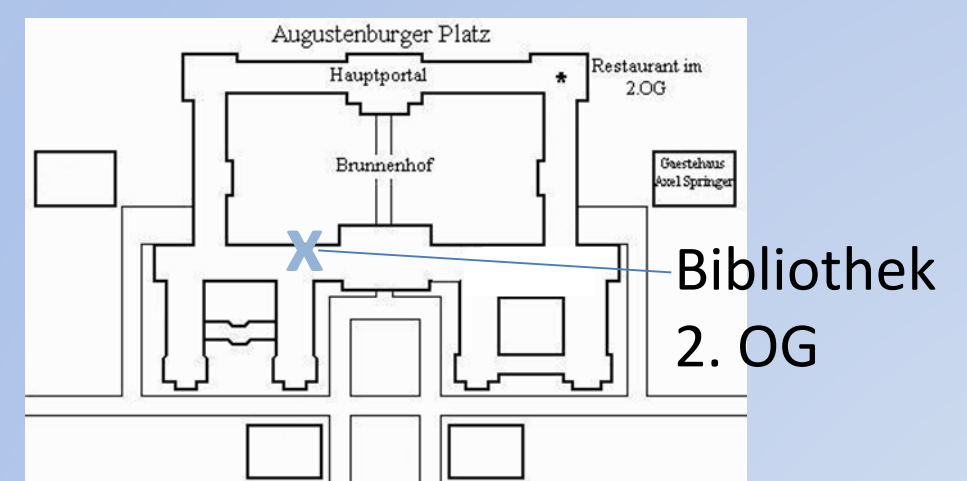 Augustenburger Platz
Hauptportal
*
Restaurant im
2.OG
Brunnenhof
Gaestehaus
Axel Springer
X
Bibliothek
2. OG